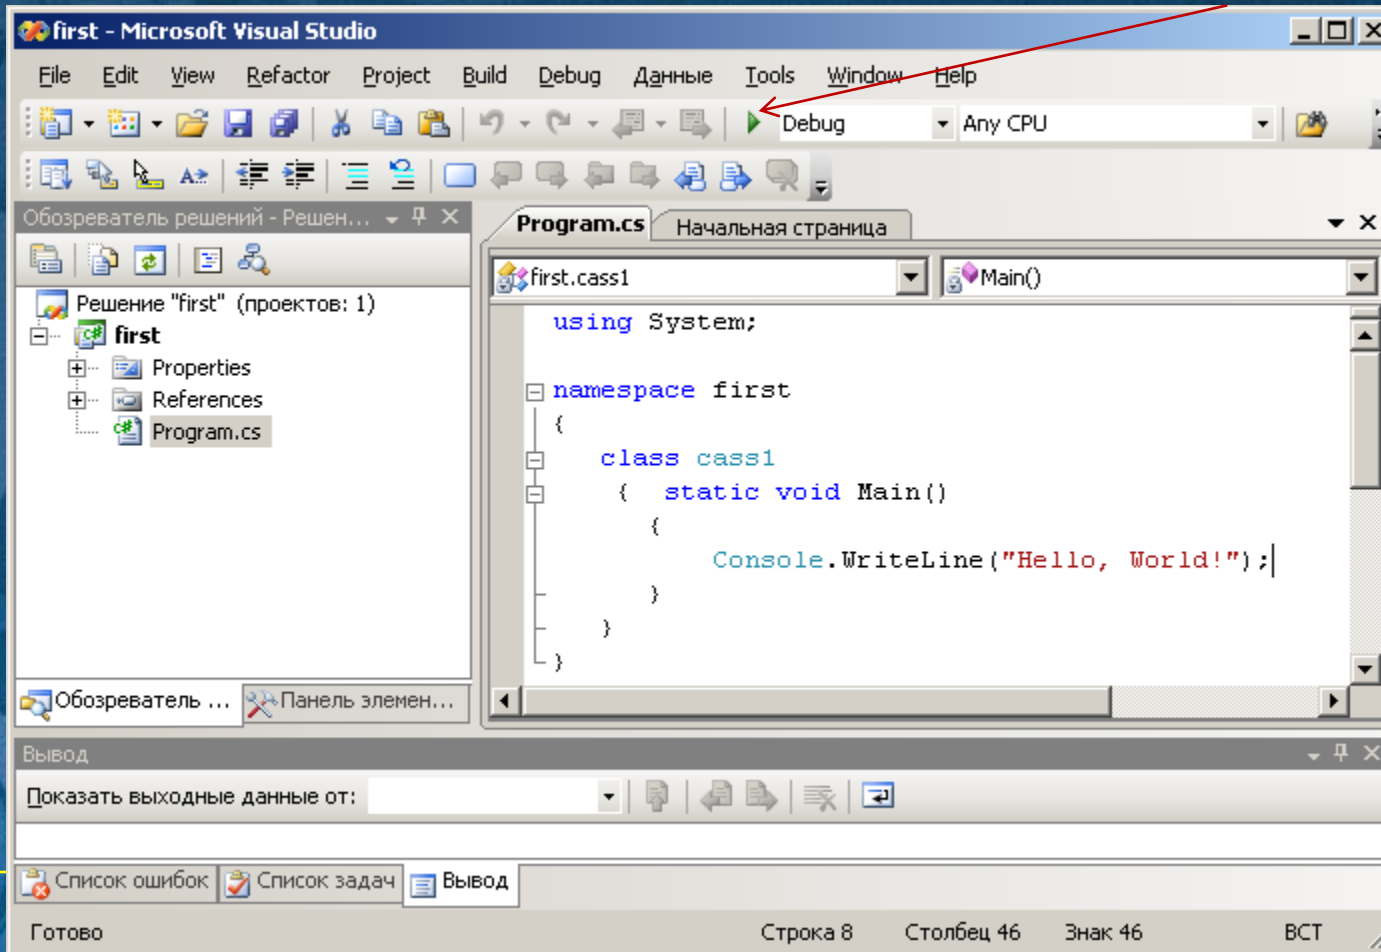 first - Microsoft Visual Studio
File Edit View Refactor Project Build Debug Данные Tools Window Help
Debug Any CPU
Обозреватель решений - Решен...
Program.cs Начальная страница
first.cass1 Main()
Решение "first" (проектов: 1)
first
Properties
References
Program.cs
using System;
namespace first
{
class cass1
{ static void Main()
{
Console.WriteLine("Hello, World!");
}
}
}
Обозреватель ... Панель элемен...
Вывод
Показать выходные данные от:
Список ошибок Список задач Вывод
Готово Строка 8 Столбец 46 Знак 46 ВСТ